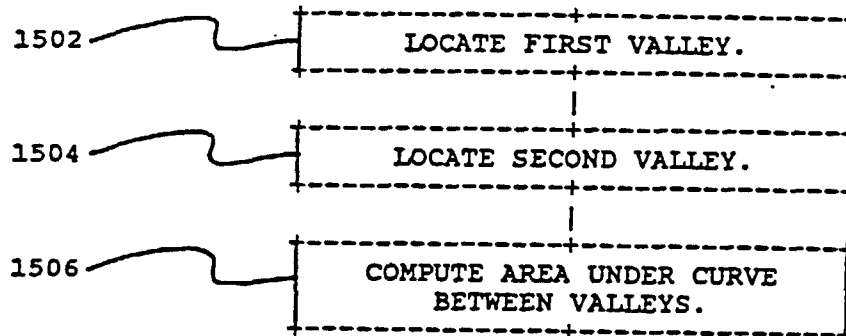 1502 LOCATE FIRST VALLEY.
1504 LOCATE SECOND VALLEY.
1506 COMPUTE AREA UNDER CURVE
BETWEEN VALLEYS.